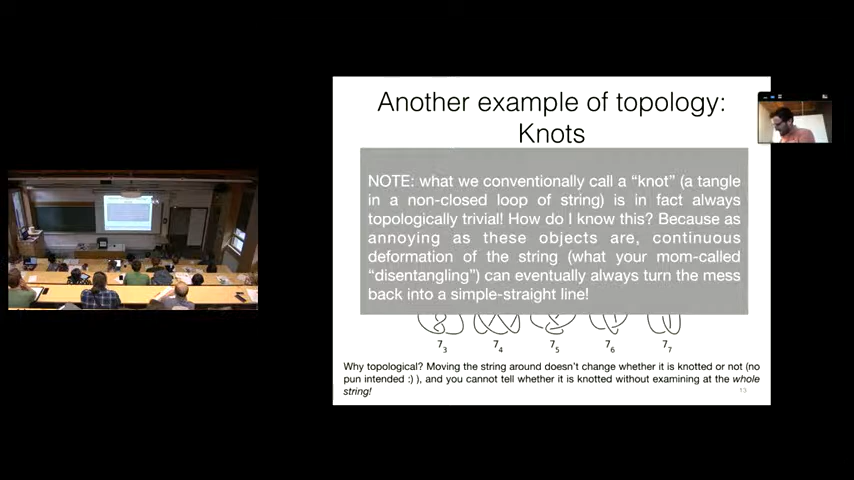 Another example of topology:
Knots
NOTE: what we conventionally call a “knot” (a tangle
in a non-closed loop of string) is in fact always
topologically trivial! How do I know this? Because as
annoying as these objects are, continuous
deformation of the string (what your mom-called
“disentangling”) can eventually always turn the mess
back into a simple-straight line!
7₃ 7₄ 7₅ 7₆ 7₇
Why topological? Moving the string around doesn’t change whether it is knotted or not (no
pun intended :) ), and you cannot tell whether it is knotted without examining at the whole
string!
13